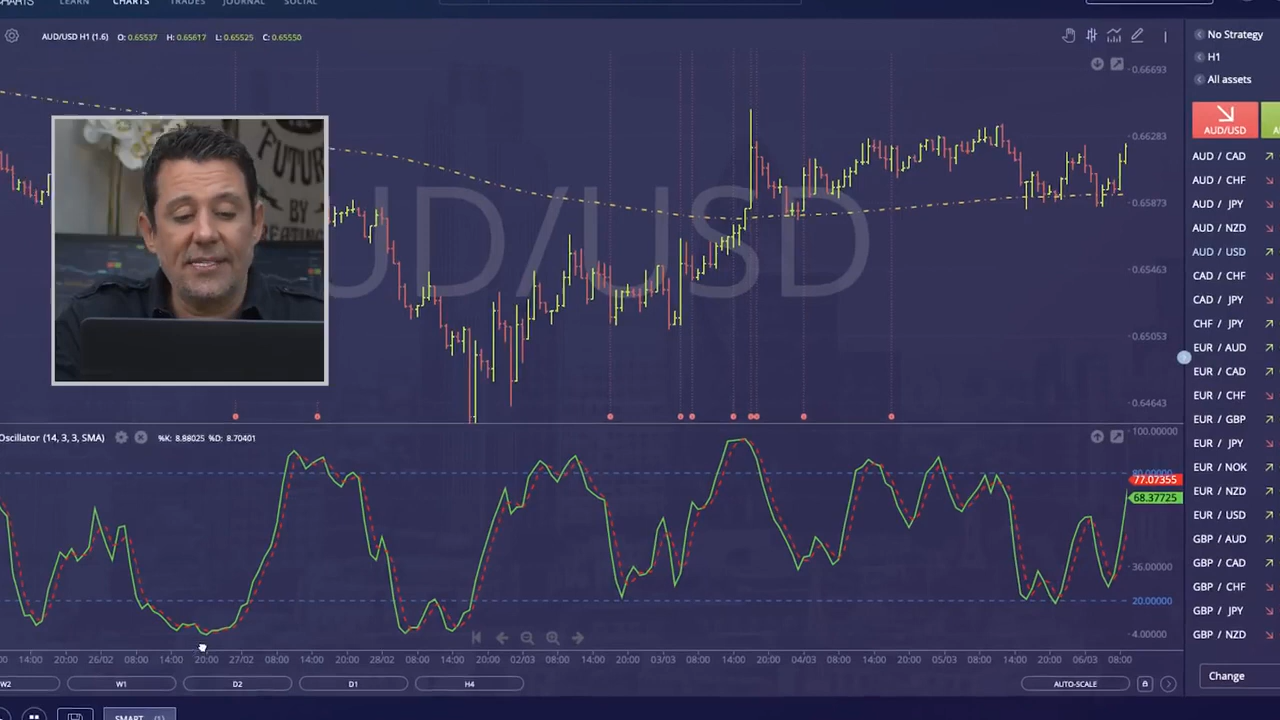 CHARTS LEARN CHARTS TRADES JOURNAL SOCIAL
AUD/USD H1 (1.6) O: 0.65537 H: 0.65617 L: 0.65525 C: 0.65550
No Strategy
H1
All assets
AUD/USD
AUD / CAD
AUD / CHF
AUD / JPY
AUD / NZD
AUD / USD
CAD / CHF
CAD / JPY
CHF / JPY
EUR / AUD
EUR / CAD
EUR / CHF
EUR / GBP
EUR / JPY
EUR / NOK
EUR / NZD
EUR / USD
GBP / AUD
GBP / CAD
GBP / CHF
GBP / JPY
GBP / NZD
Change
0.66693
0.66283
0.65873
0.65463
0.65053
0.64643
UD/USD
FUTUR
BY
REATING
Oscillator (14, 3, 3, SMA) %K: 8.88025 %D: 8.70401
100.00000
80.00000
77.07355
68.37725
36.00000
20.00000
4.00000
00 14:00 20:00 26/02 08:00 14:00 20:00 27/02 08:00 14:00 20:00 28/02 08:00 14:00 20:00 02/03 08:00 14:00 20:00 03/03 08:00 14:00 20:00 04/03 08:00 14:00 20:00 05/03 08:00 14:00 20:00 06/03 08:00
W2 W1 D2 D1 H4 AUTO-SCALE
SMART (1)